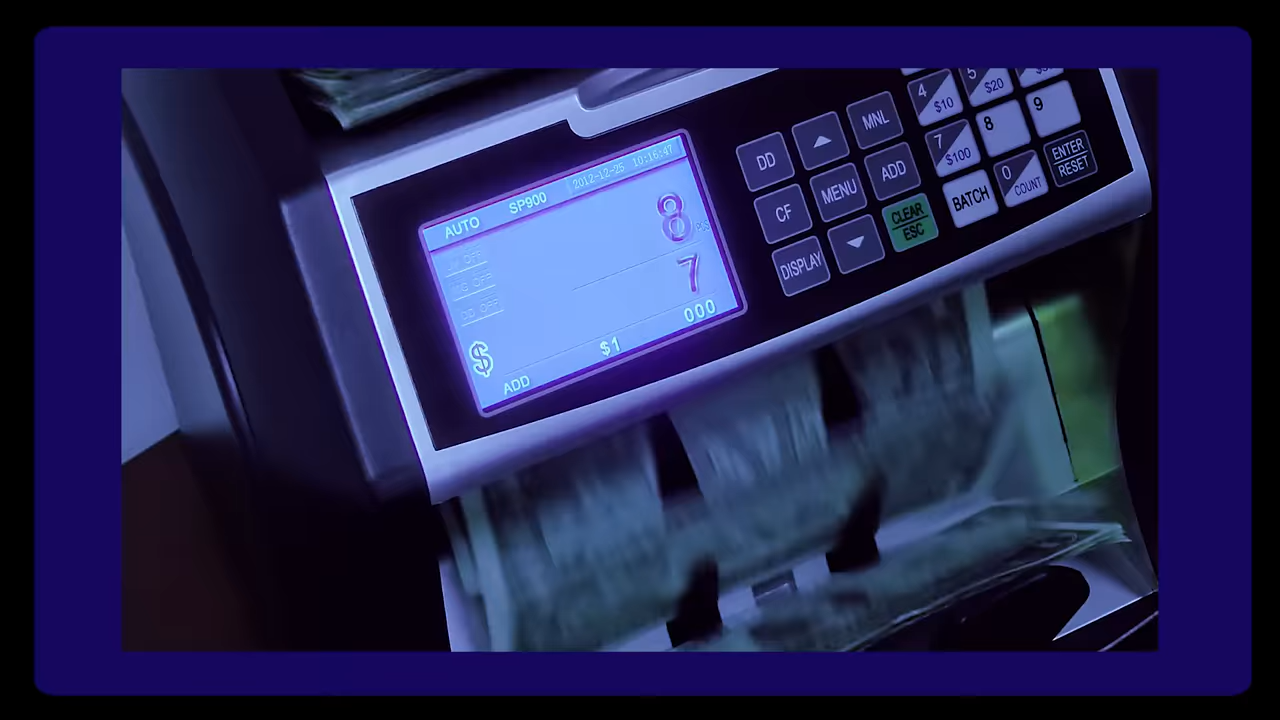 AUTO SP900 2012-12-25 10:16:47
8 PCS
7
$ $1 000
ADD
DD
▲
MNL
CF
MENU
ADD
DISPLAY
▼
CLEAR/ESC
4 $10
5 $20
7 $100
8
9
BATCH
0 COUNT
ENTER
RESET